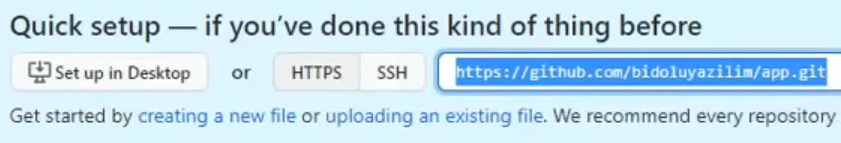 Quick setup — if you’ve done this kind of thing before
Set up in Desktop or HTTPS SSH https://github.com/bidoluyazilim/app.git
Get started by creating a new file or uploading an existing file. We recommend every repository